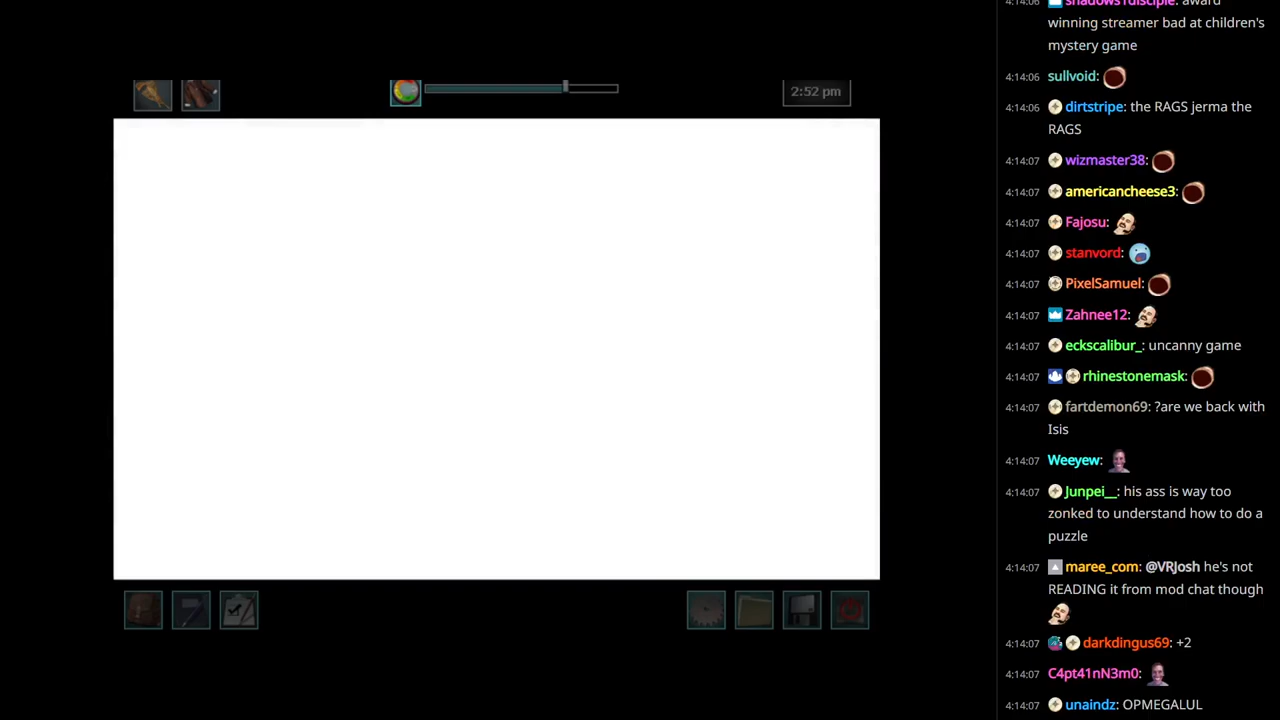 4:14:06 shadows1disciple: award
winning streamer bad at children's
mystery game
4:14:06 sullvoid:
4:14:06 dirtstripe: the RAGS jerma the
RAGS
4:14:07 wizmaster38:
4:14:07 americancheese3:
4:14:07 Fajosu:
4:14:07 stanvord:
4:14:07 PixelSamuel:
4:14:07 Zahnee12:
4:14:07 eckscalibur_: uncanny game
4:14:07 rhinestonemask:
4:14:07 fartdemon69: ?are we back with
Isis
4:14:07 Weeyew:
4:14:07 Junpei__: his ass is way too
zonked to understand how to do a
puzzle
4:14:07 maree_com: @VRJosh he's not
READING it from mod chat though
4:14:07 darkdingus69: +2
4:14:07 C4pt41nN3m0:
4:14:07 unaindz: OPMEGALUL
2:52 pm